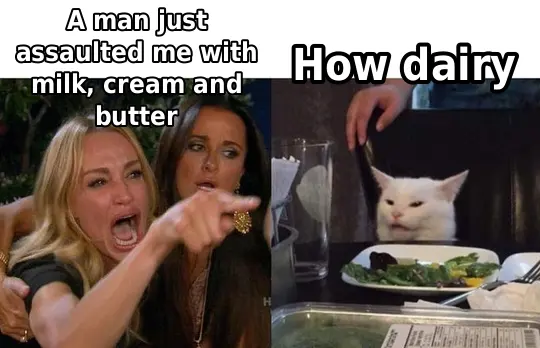 A man just
assaulted me with
milk, cream and
butter
How dairy